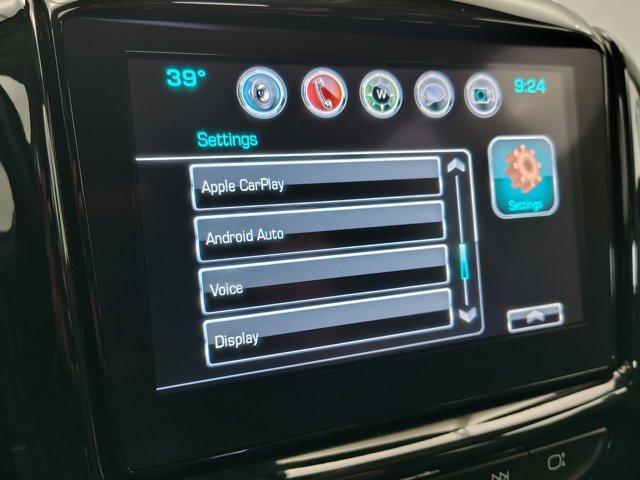 39°
W
9:24
Settings
Apple CarPlay
Android Auto
Voice
Display
Settings